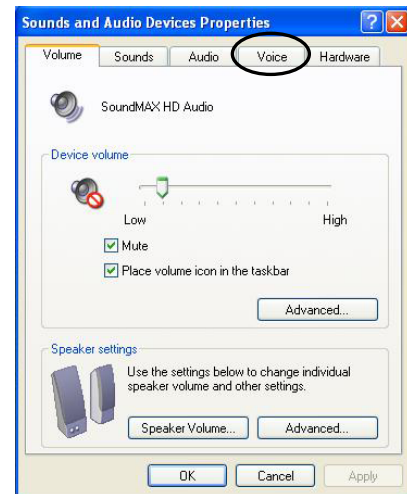 Sounds and Audio Devices Properties
Volume Sounds Audio Voice Hardware
SoundMAX HD Audio
Device volume
Low High
Mute
Place volume icon in the taskbar
Advanced...
Speaker settings
Use the settings below to change individual
speaker volume and other settings.
Speaker Volume... Advanced...
OK Cancel Apply